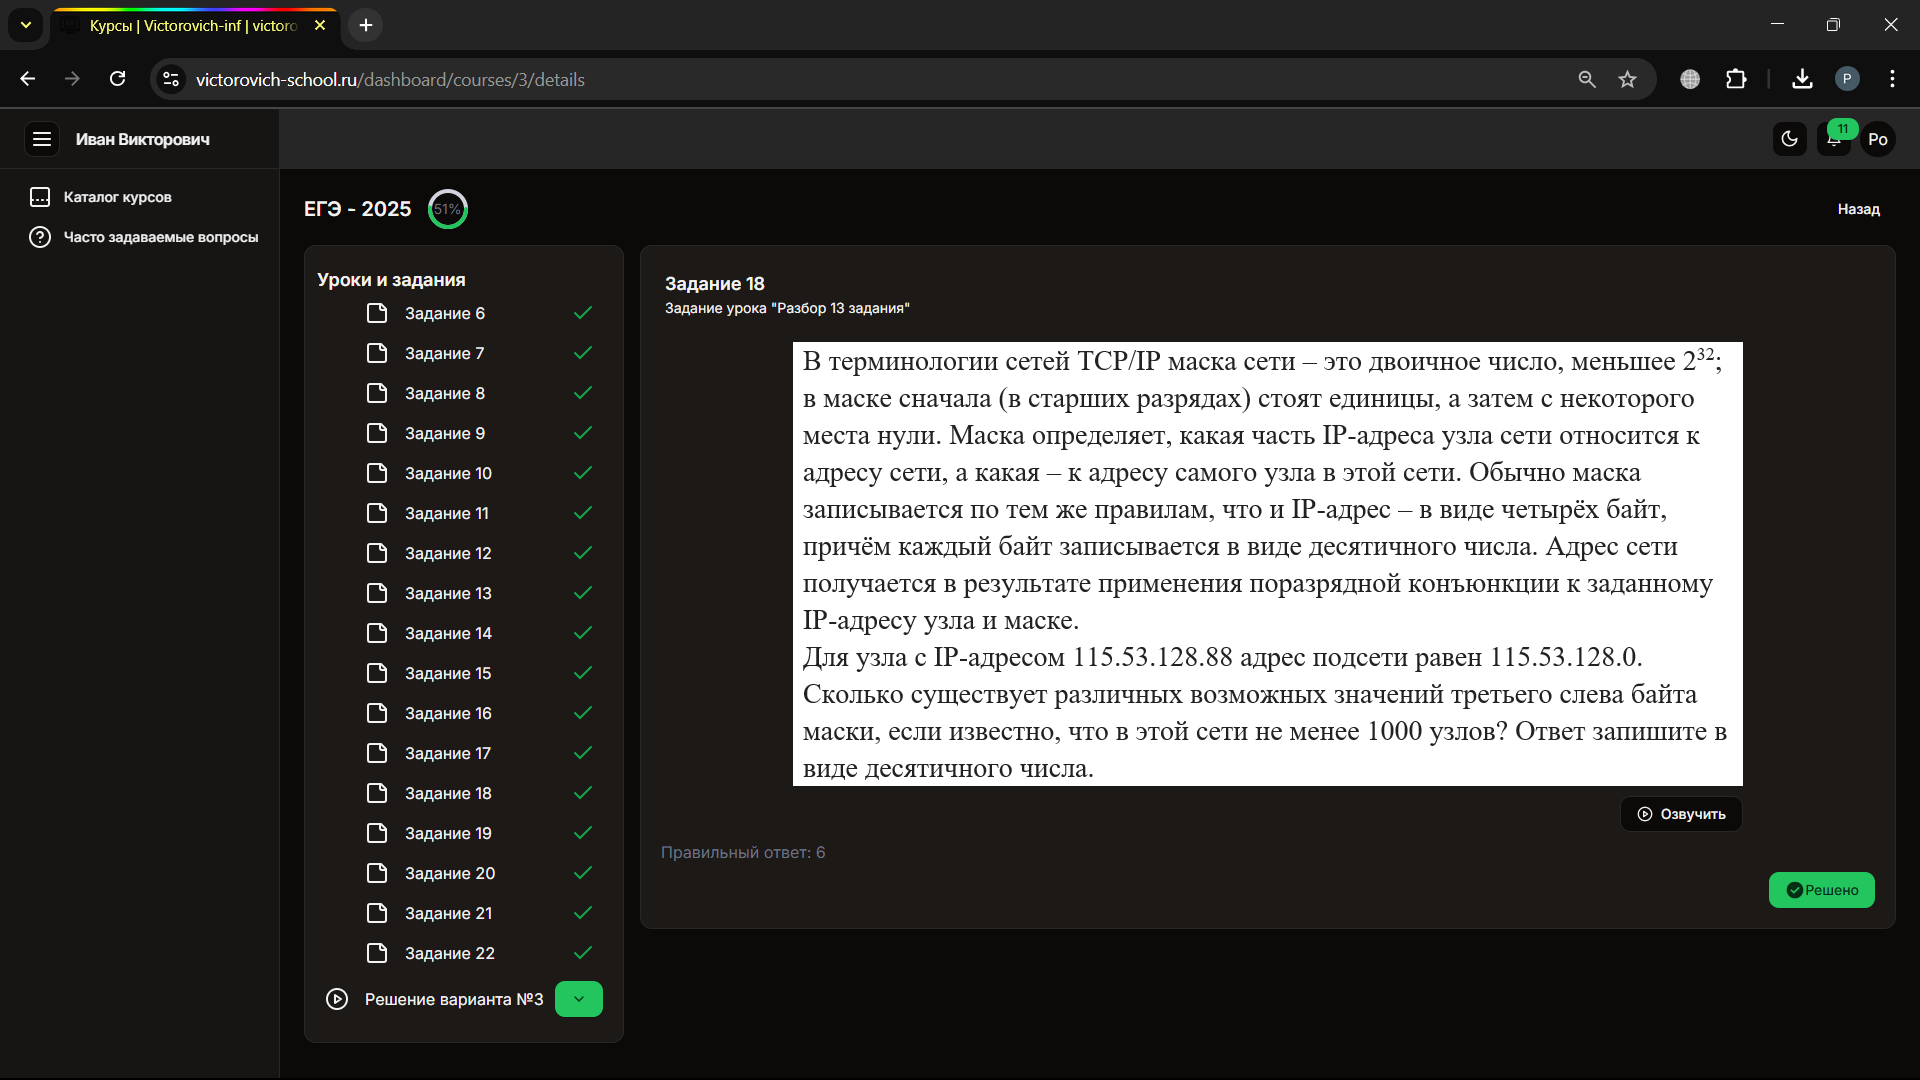 Курсы | Victorovich-inf | victoro
victorovich-school.ru/dashboard/courses/3/details
P
Иван Викторович
11
Po
Каталог курсов
Часто задаваемые вопросы
ЕГЭ - 2025
51%
Назад
Уроки и задания
Задание 6
Задание 7
Задание 8
Задание 9
Задание 10
Задание 11
Задание 12
Задание 13
Задание 14
Задание 15
Задание 16
Задание 17
Задание 18
Задание 19
Задание 20
Задание 21
Задание 22
Решение варианта №3
Задание 18
Задание урока "Разбор 13 задания"
В терминологии сетей TCP/IP маска сети – это двоичное число, меньшее 2³²;
в маске сначала (в старших разрядах) стоят единицы, а затем с некоторого
места нули. Маска определяет, какая часть IP-адреса узла сети относится к
адресу сети, а какая – к адресу самого узла в этой сети. Обычно маска
записывается по тем же правилам, что и IP-адрес – в виде четырёх байт,
причём каждый байт записывается в виде десятичного числа. Адрес сети
получается в результате применения поразрядной конъюнкции к заданному
IP-адресу узла и маске.
Для узла с IP-адресом 115.53.128.88 адрес подсети равен 115.53.128.0.
Сколько существует различных возможных значений третьего слева байта
маски, если известно, что в этой сети не менее 1000 узлов? Ответ запишите в
виде десятичного числа.
Озвучить
Правильный ответ: 6
Решено